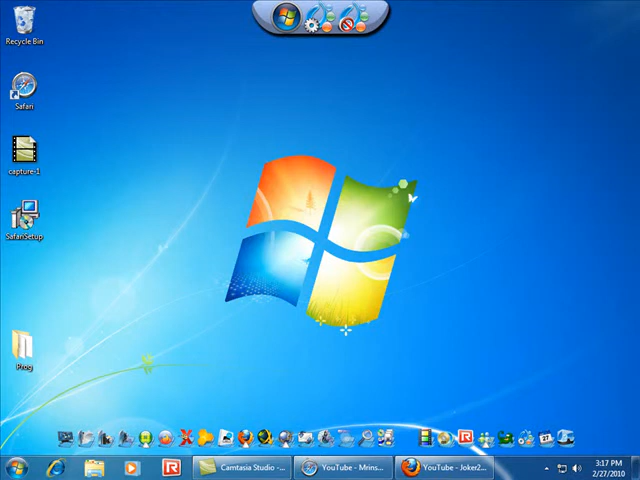 Recycle Bin
Safari
capture-1
SafariSetup
Prog
Camtasia Studio -...
YouTube - Mrins...
YouTube - Joker2...
3:17 PM
2/27/2010